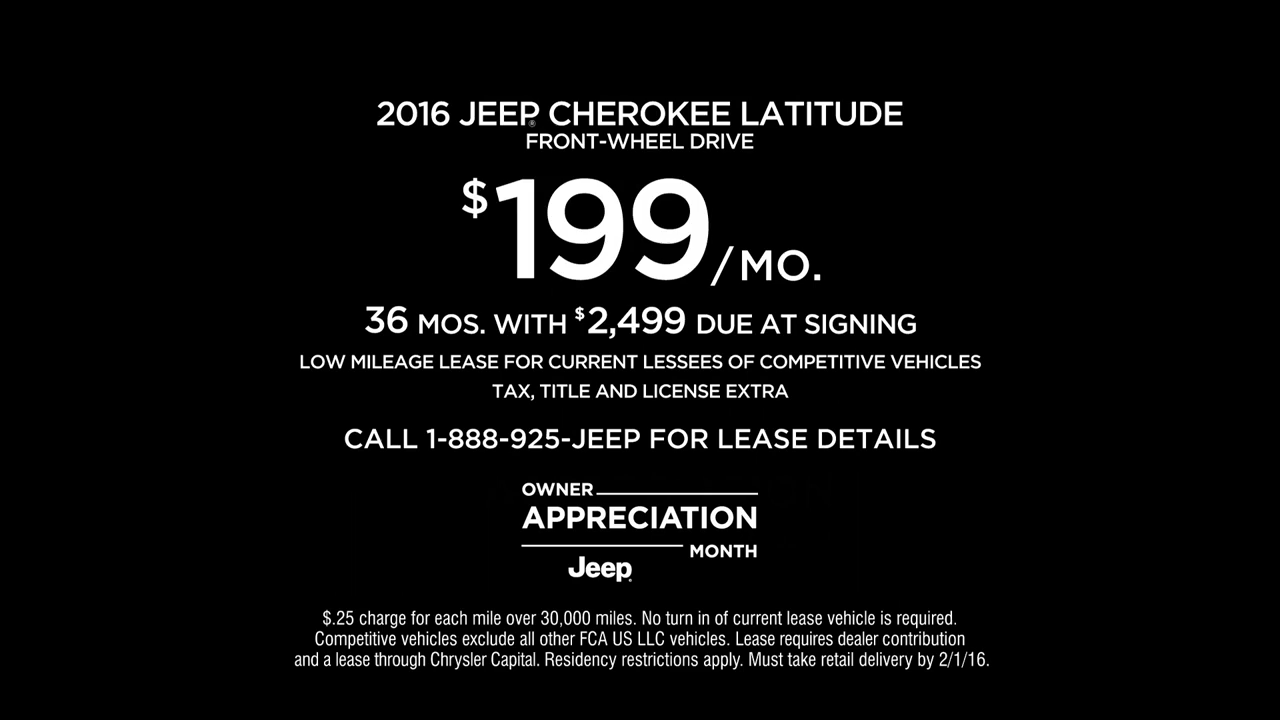 2016 JEEP® CHEROKEE LATITUDE
FRONT-WHEEL DRIVE
$199/MO.
36 MOS. WITH $2,499 DUE AT SIGNING
LOW MILEAGE LEASE FOR CURRENT LESSEES OF COMPETITIVE VEHICLES
TAX, TITLE AND LICENSE EXTRA
CALL 1-888-925-JEEP FOR LEASE DETAILS
OWNER
APPRECIATION
MONTH
Jeep®
$.25 charge for each mile over 30,000 miles. No turn in of current lease vehicle is required.
Competitive vehicles exclude all other FCA US LLC vehicles. Lease requires dealer contribution
and a lease through Chrysler Capital. Residency restrictions apply. Must take retail delivery by 2/1/16.